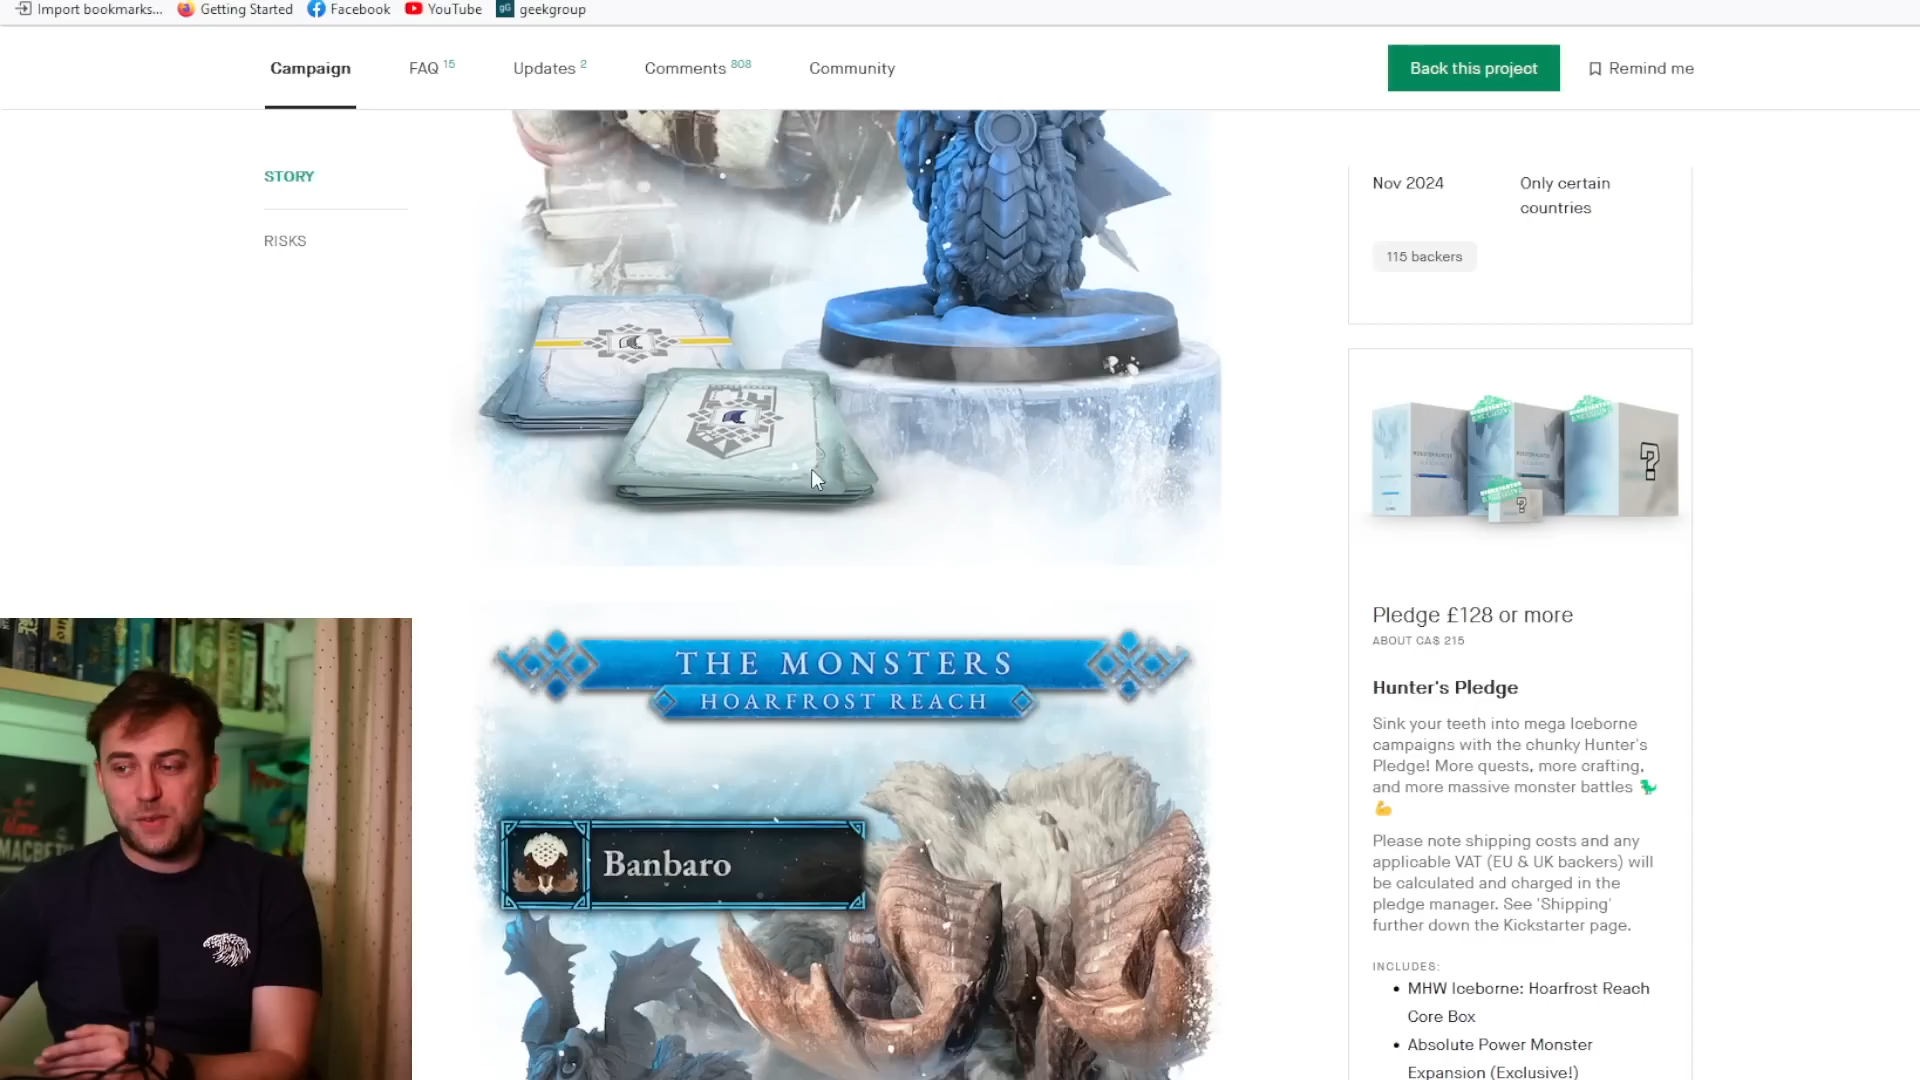 Import bookmarks...
Getting Started
Facebook
YouTube
gG
geekgroup
Campaign
FAQ 15
Updates 2
Comments 808
Community
Back this project
Remind me
STORY
RISKS
Nov 2024
Only certain
countries
115 backers
THE MONSTERS
HOARFROST REACH
Banbaro
MACBETH
?
?
Pledge £128 or more
ABOUT CA$ 215
Hunter's Pledge
Sink your teeth into mega Iceborne
campaigns with the chunky Hunter's
Pledge! More quests, more crafting,
and more massive monster battles 🦖
💪
Please note shipping costs and any
applicable VAT (EU & UK backers) will
be calculated and charged in the
pledge manager. See 'Shipping'
further down the Kickstarter page.
INCLUDES:
• MHW Iceborne: Hoarfrost Reach
Core Box
• Absolute Power Monster
Expansion (Exclusive!)